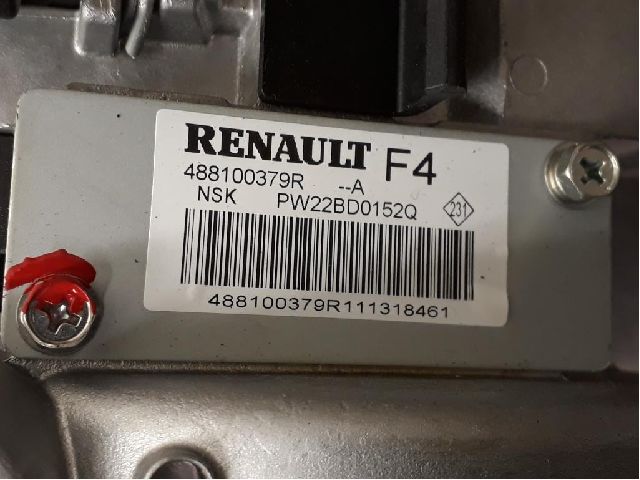 RENAULT F4
488100379R --A
NSK PW22BD0152Q 231
488100379R111318461